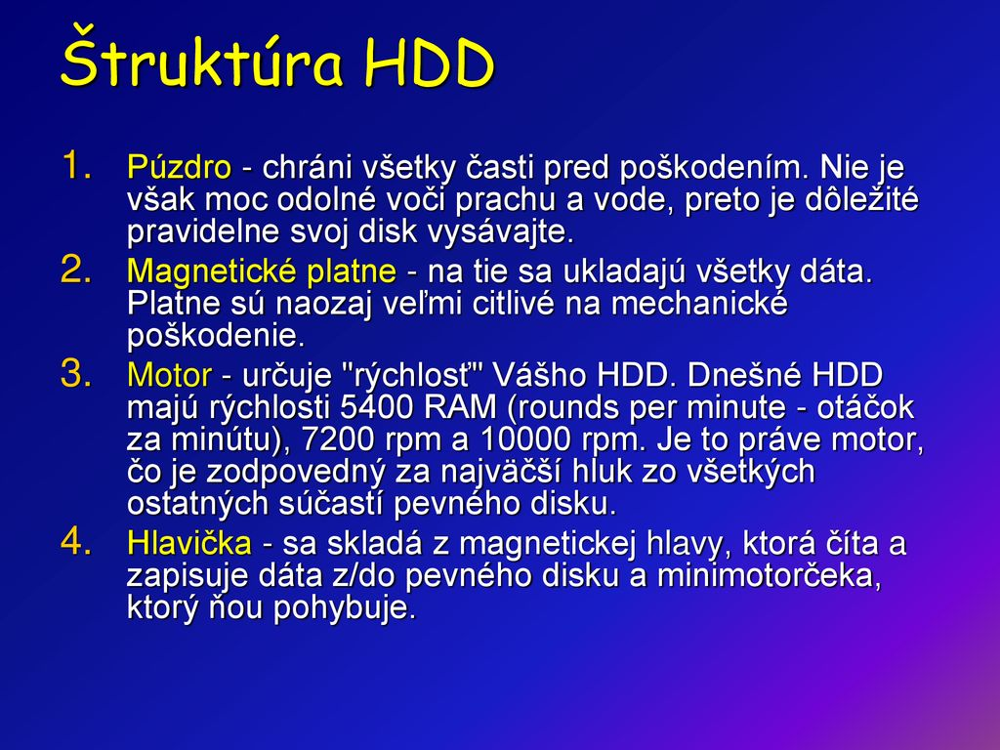 Štruktúra HDD
1. Púzdro - chráni všetky časti pred poškodením. Nie je
však moc odolné voči prachu a vode, preto je dôležité
pravidelne svoj disk vysávajte.
2. Magnetické platne - na tie sa ukladajú všetky dáta.
Platne sú naozaj veľmi citlivé na mechanické
poškodenie.
3. Motor - určuje "rýchlosť" Vášho HDD. Dnešné HDD
majú rýchlosti 5400 RAM (rounds per minute - otáčok
za minútu), 7200 rpm a 10000 rpm. Je to práve motor,
čo je zodpovedný za najväčší hluk zo všetkých
ostatných súčastí pevného disku.
4. Hlavička - sa skladá z magnetickej hlavy, ktorá číta a
zapisuje dáta z/do pevného disku a minimotorčeka,
ktorý ňou pohybuje.